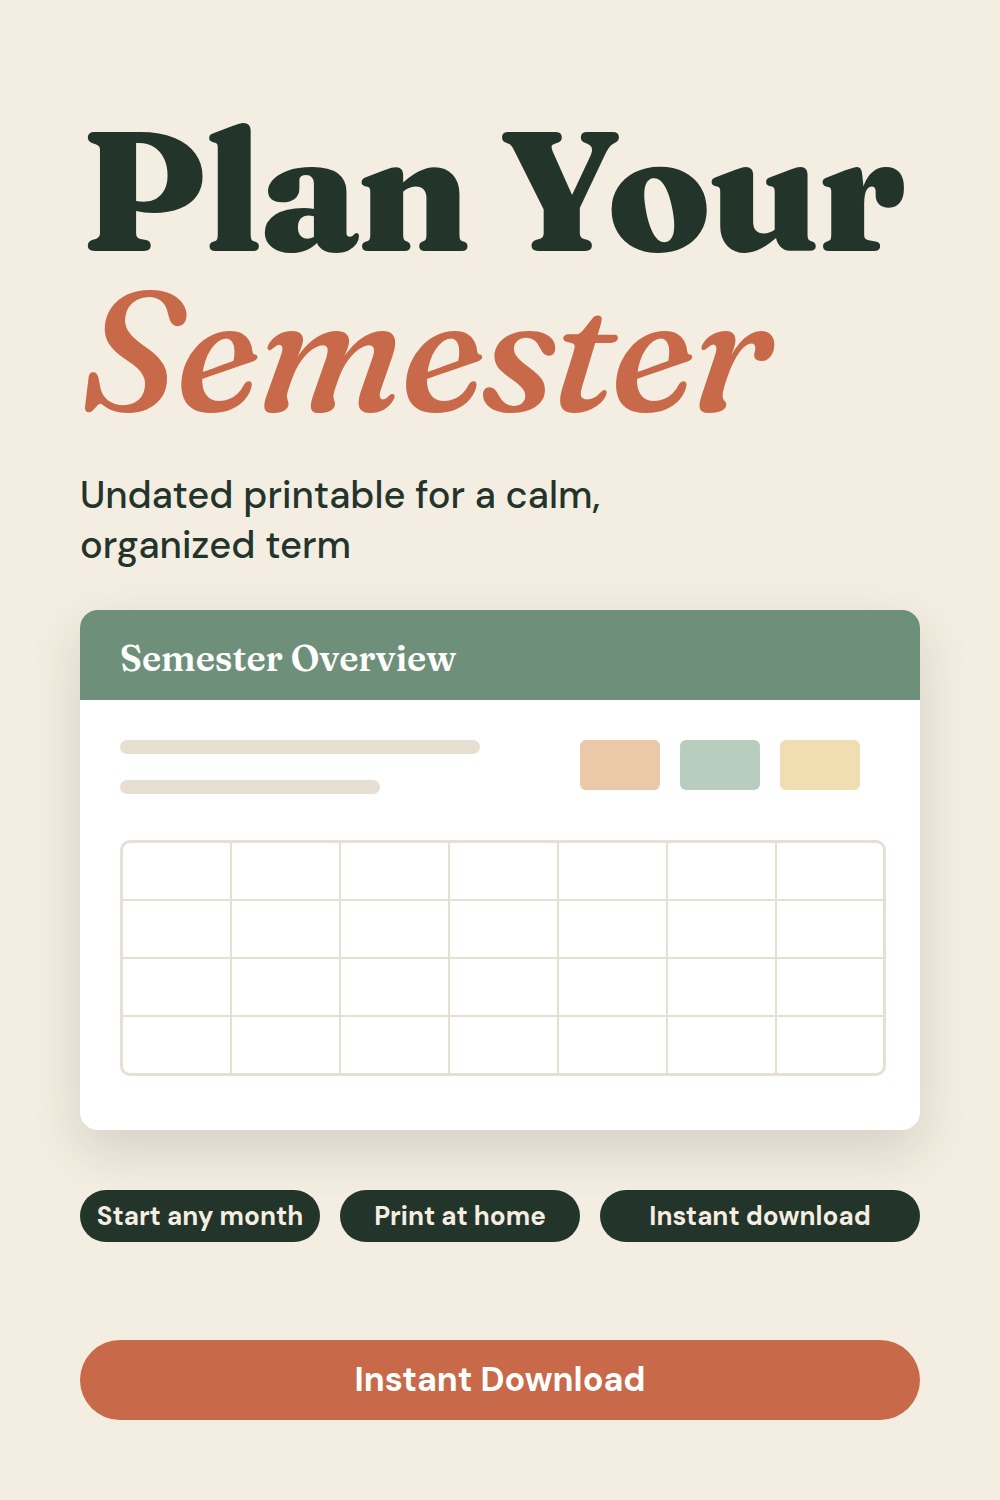 Plan Your
Semester
Undated printable for a calm,
organized term
Semester Overview
Start any month
Print at home
Instant download
Instant Download